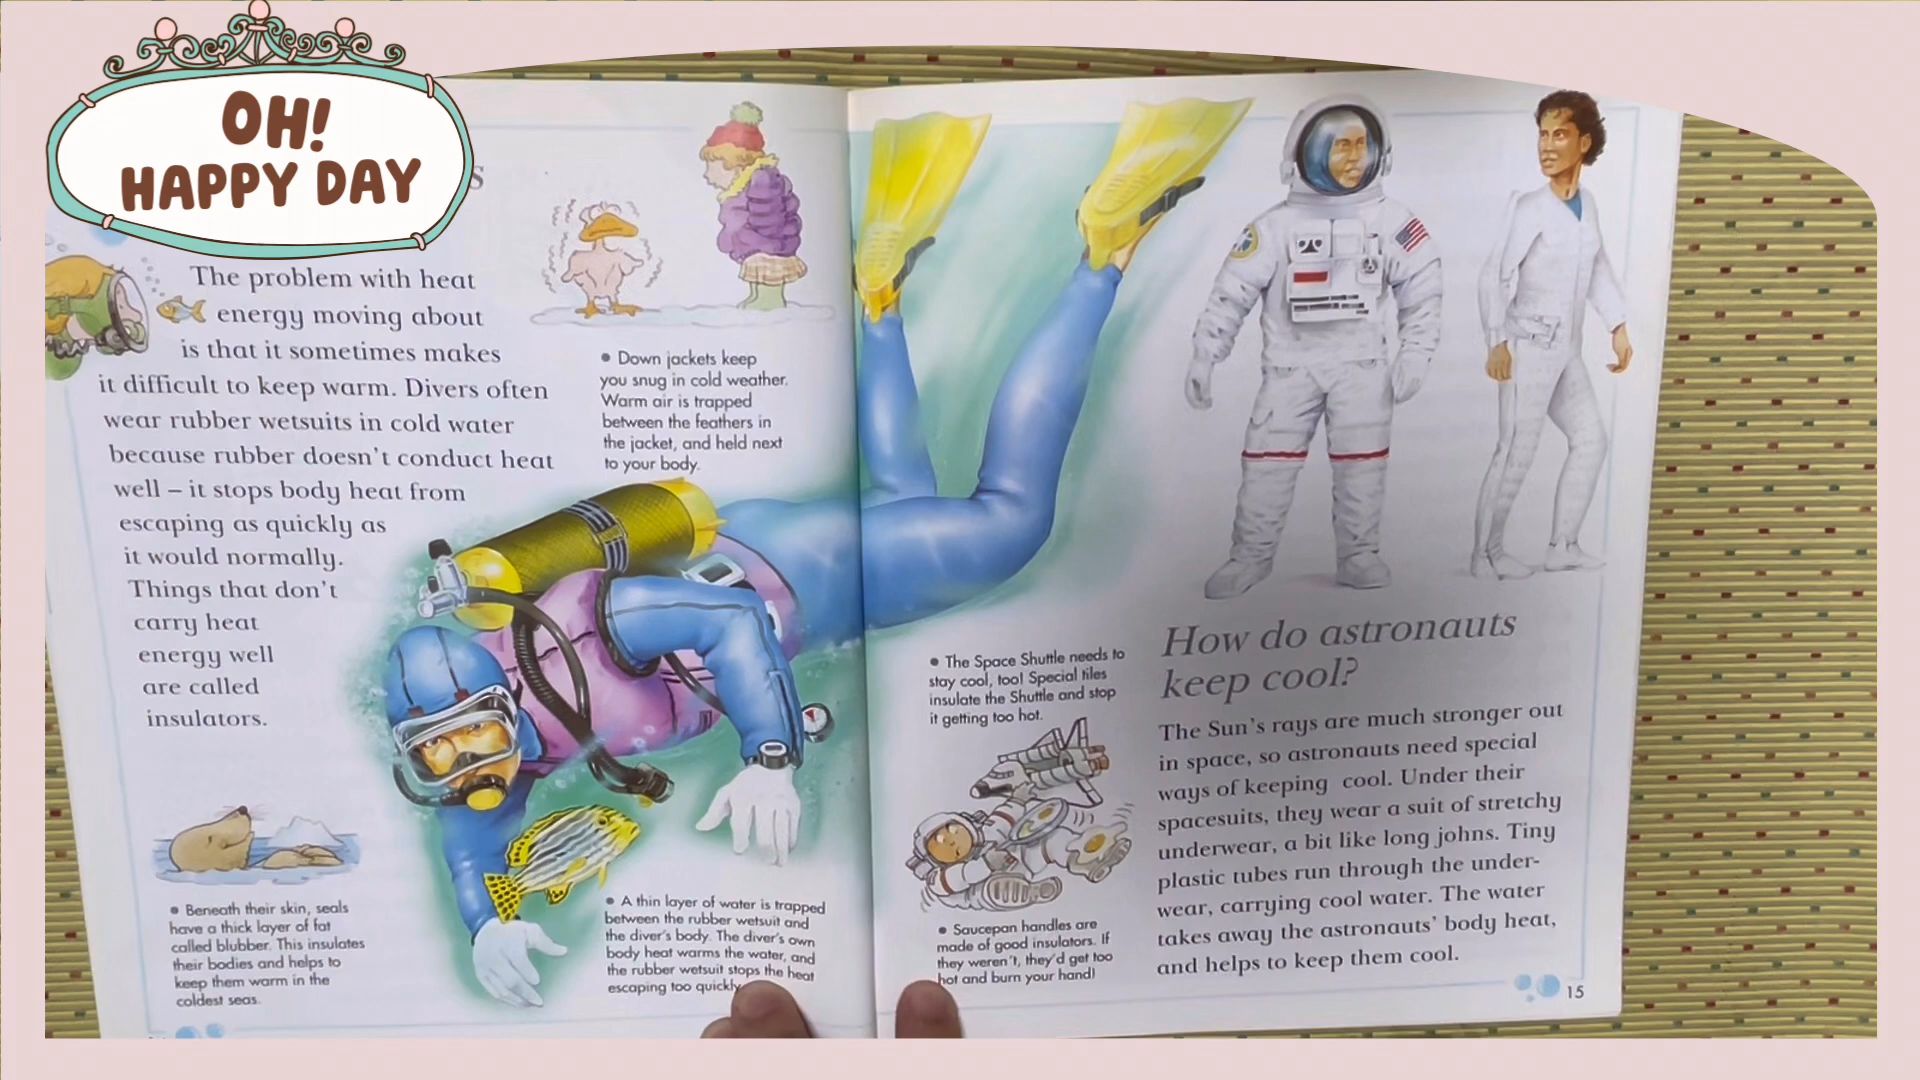 OH!
HAPPY DAY
The problem with heat
energy moving about
is that it sometimes makes
it difficult to keep warm. Divers often
wear rubber wetsuits in cold water
because rubber doesn't conduct heat
well – it stops body heat from
escaping as quickly as
it would normally.
Things that don't
carry heat
energy well
are called
insulators.
• Down jackets keep
you snug in cold weather.
Warm air is trapped
between the feathers in
the jacket, and held next
to your body.
• Beneath their skin, seals
have a thick layer of fat
called blubber. This insulates
their bodies and helps to
keep them warm in the
coldest seas.
• A thin layer of water is trapped
between the rubber wetsuit and
the diver's body. The diver's own
body heat warms the water, and
the rubber wetsuit stops the heat
escaping too quickly
• The Space Shuttle needs to
stay cool, too! Special tiles
insulate the Shuttle and stop
it getting too hot.
• Saucepan handles are
made of good insulators. If
they weren't, they'd get too
hot and burn your hand!
How do astronauts
keep cool?
The Sun's rays are much stronger out
in space, so astronauts need special
ways of keeping cool. Under their
spacesuits, they wear a suit of stretchy
underwear, a bit like long johns. Tiny
plastic tubes run through the under-
wear, carrying cool water. The water
takes away the astronauts' body heat,
and helps to keep them cool.
15